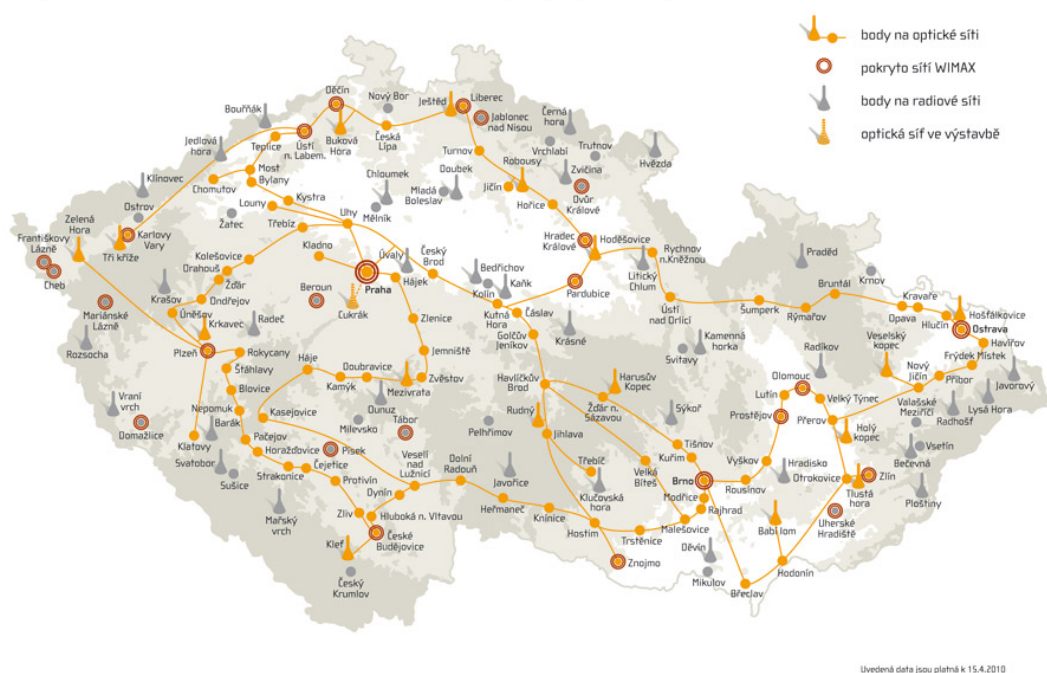 body na optické síti
pokryto sítí WIMAX
body na radiové síti
optická síť ve výstavbě
Děčín
Nový Bor
Ještěd
Liberec
Bouřňák
Jablonec
nad Nisou
Černá
hora
Jedlová
hora
Teplice
Ústí
n. Labem.
Buková
Hora
Česká
Lípa
Turnov
Vrchlabí
Trutnov
Robousy
Hvězda
Klínovec
Most
Bylany
Chomutov
Chloumek
Doubek
Jičín
Zvičina
Ostrov
Kystra
Louny
Mladá
Boleslav
Mělník
Hořice
Dvůr
Králové
Zelená
Hora
Žatec
Třebíz
Uhy
Františkovy
Lázně
Karlovy
Vary
Tři kříže
Kladno
Hradec
Králové
Hoděšovice
Kolešovice
Úvaly
Český
Brod
Rychnov
n.Kněžnou
Praděd
Cheb
Drahouš
Bedřichov
Litický
Chlum
Krnov
Žďár
Beroun
Praha
Hájek
Kolín
Kaňk
Pardubice
Bruntál
Krašov
Ondřejov
Cukrák
Kravaře
Mariánské
Lázně
Úněšov
Kutná
Hora
Čáslav
Ústí
nad Orlicí
Šumperk
Rýmařov
Opava
Hlučín
Hošťálkovice
Krkavec
Radeč
Zlenice
Golčův
Jeníkov
Krásné
Kamenná
horka
Veselský
kopec
Ostrava
Rozsocha
Plzeň
Rokycany
Jemniště
Svitavy
Radíkov
Havířov
Šťáhlavy
Háje
Doubravice
Frýdek Místek
Blovice
Kamýk
Mezivrata
Zvěstov
Havlíčkův
Brod
Harusův
Kopec
Olomouc
Nový
Jičín
Příbor
Javorový
Vraní
vrch
Nepomuk
Kasejovice
Ounuz
Žďár n.
Sázavou
Lutín
Velký Týnec
Valašské
Meziříčí
Lysá Hora
Radhošť
Domažlice
Barák
Milevsko
Tábor
Pelhřimov
Rudný
Sýkoř
Prostějov
Přerov
Holý
kopec
Klatovy
Pačejov
Písek
Jihlava
Tišnov
Vsetín
Svatobor
Horažďovice
Veselí
nad
Lužnicí
Dolní
Radouň
Kuřim
Bečevná
Sušice
Čejetice
Třebíč
Velká
Bíteš
Vyškov
Hradisko
Zlín
Strakonice
Protivín
Javořice
Klučovská
hora
Brno
Otrokovice
Dynín
Modřice
Rousínov
Tlustá
hora
Ploštiny
Mařský
vrch
Zliv
Hluboká n. Vltavou
Heřmaneč
Knínice
Rajhrad
Malešovice
Uherské
Hradiště
Klef
České
Budějovice
Hostim
Trstěnice
Babí lom
Děvín
Český
Krumlov
Znojmo
Mikulov
Hodonín
Břeclav
Uvedená data jsou platná k 15.4.2010